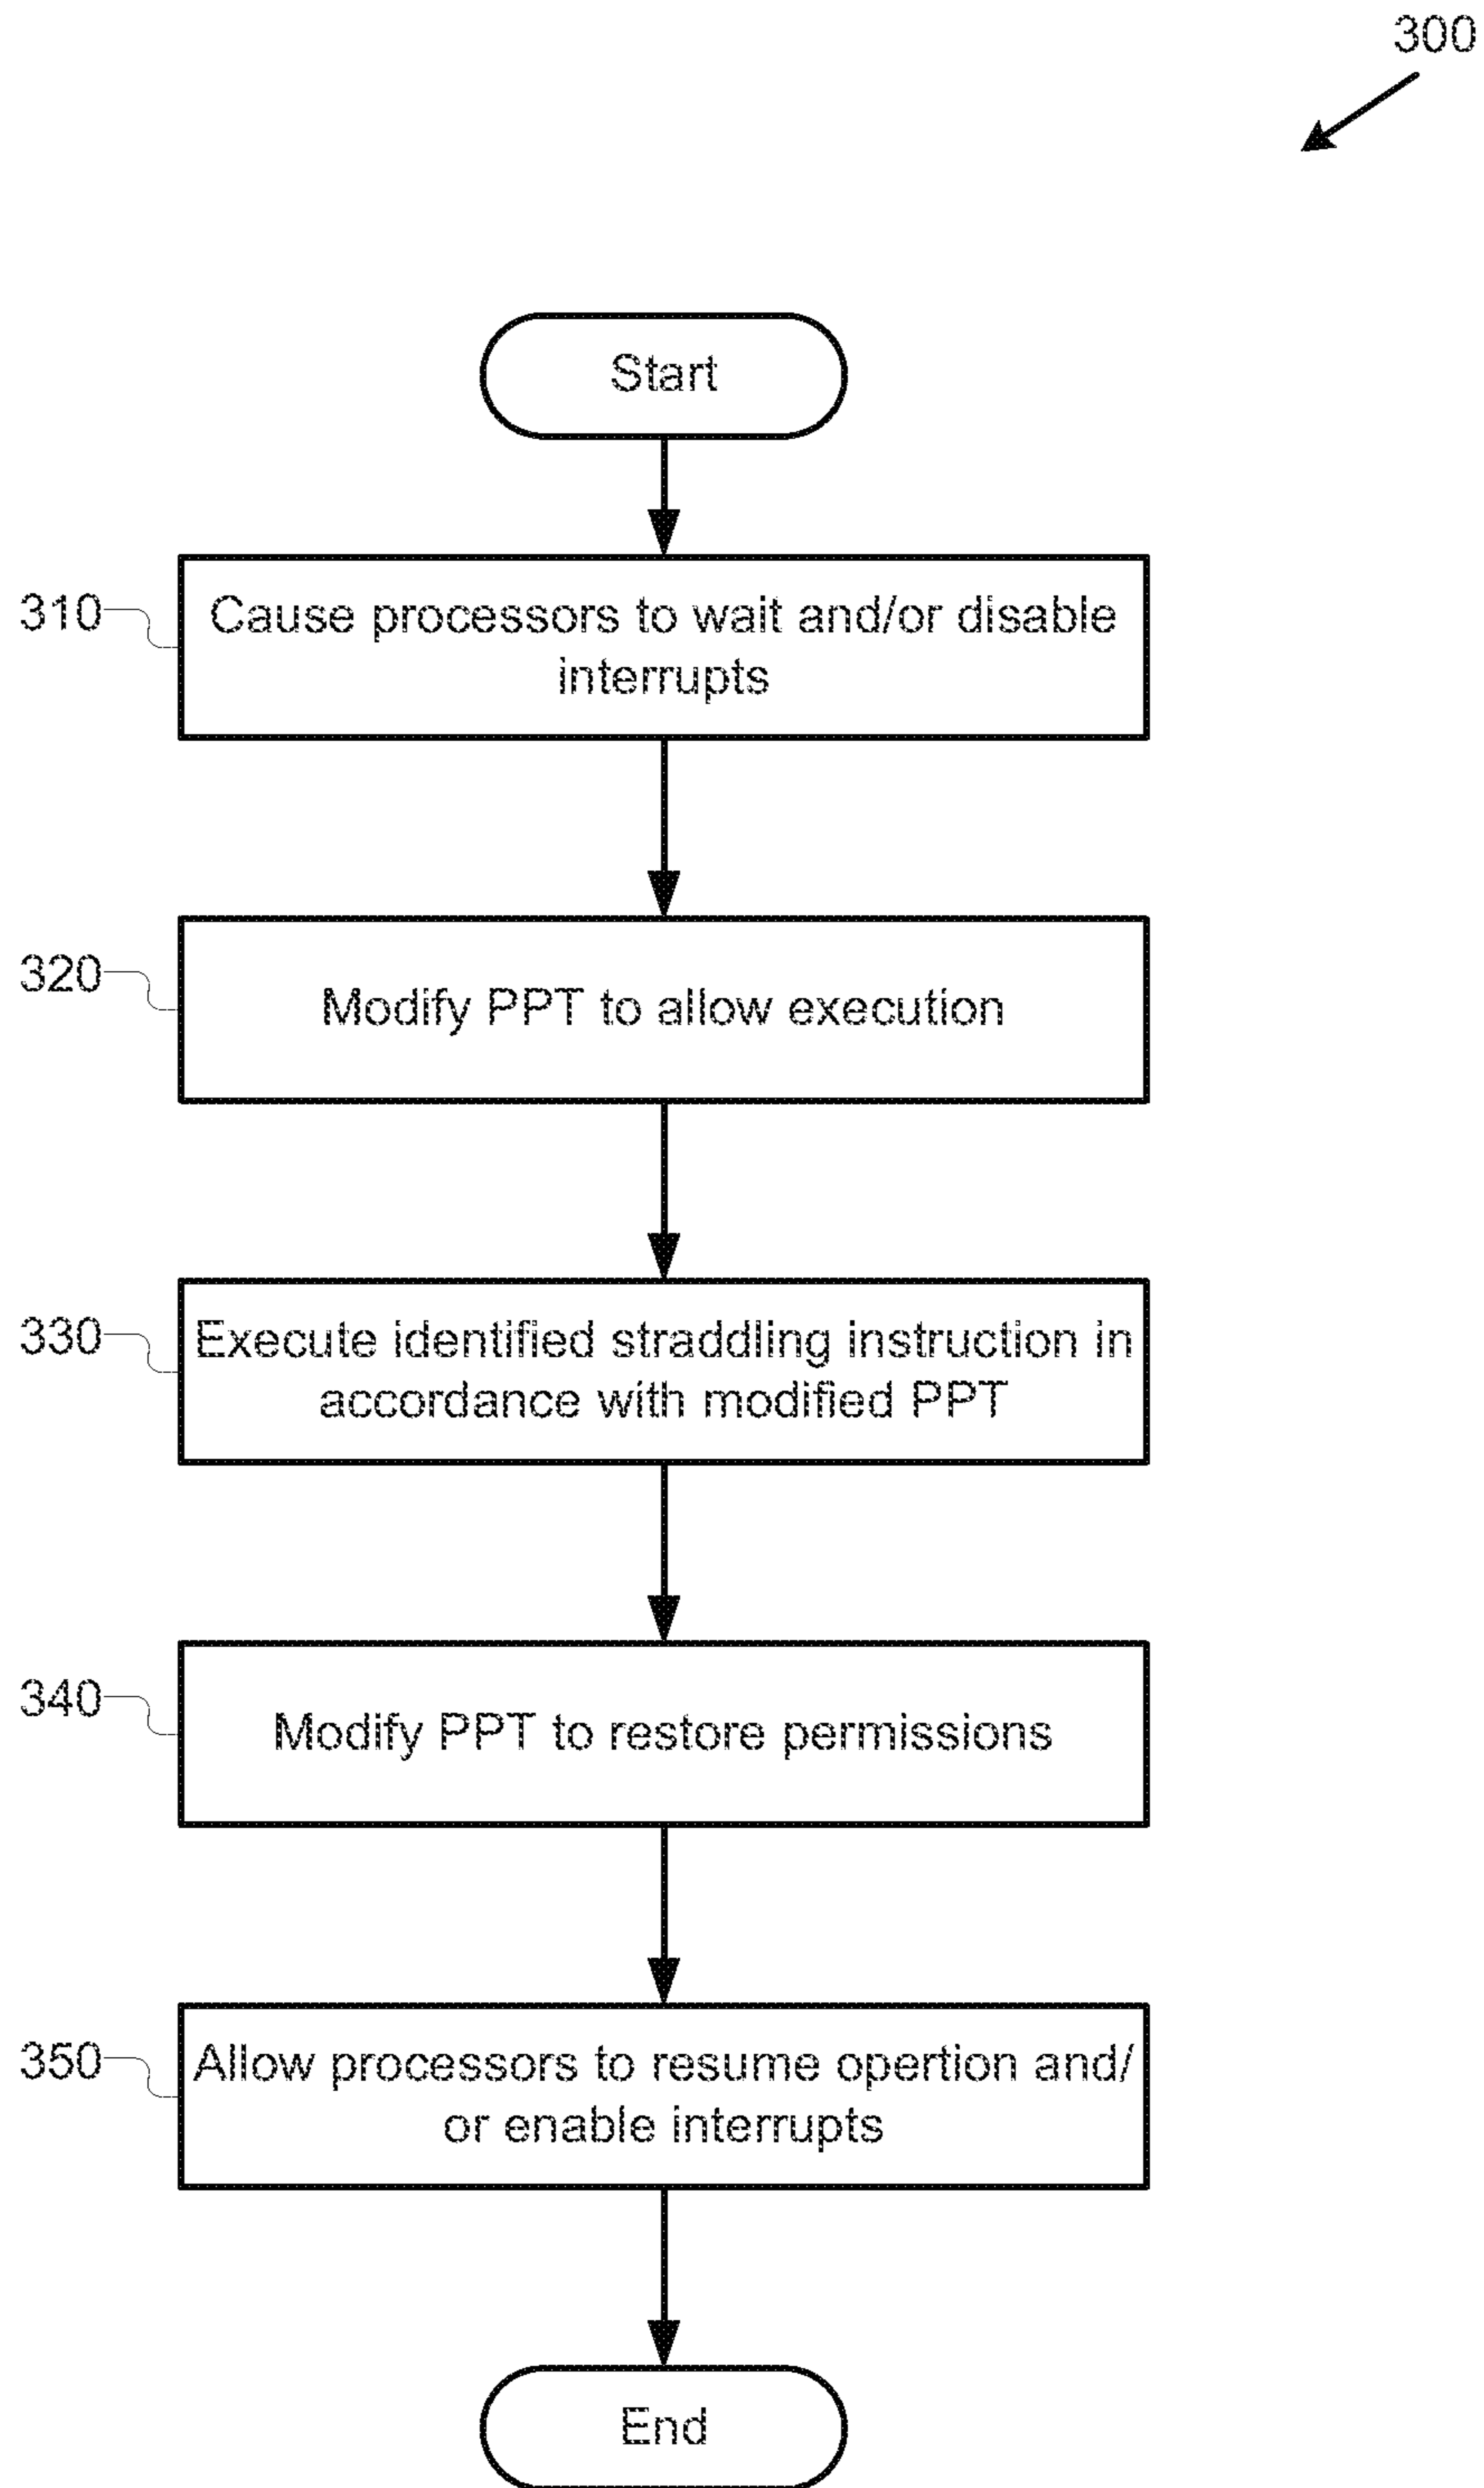 300
Start
310
Cause processors to wait and/or disable
interrupts
320
Modify PPT to allow execution
330
Execute identified straddling instruction in
accordance with modified PPT
340
Modify PPT to restore permissions
350
Allow processors to resume opertion and/
or enable interrupts
End